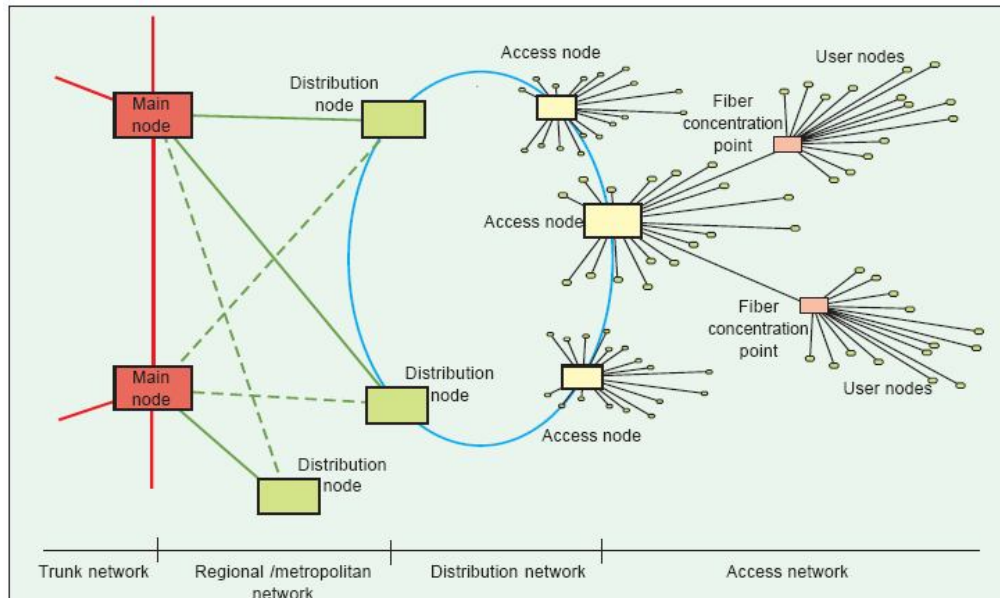 Access node
User nodes
Distribution
node
Main
node
Fiber
concentration
point
Access node
Fiber
concentration
point
Main
node
Distribution
node
User nodes
Access node
Distribution
node
Trunk network
Regional /metropolitan
network
Distribution network
Access network